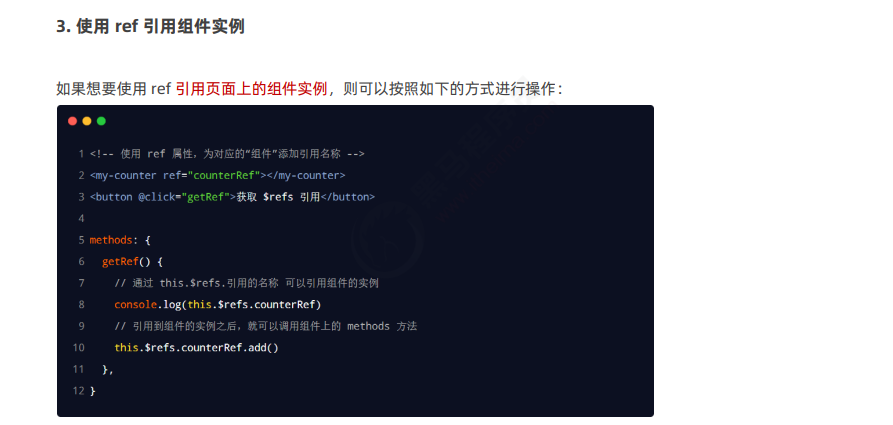 3. 使用 ref 引用组件实例
如果想要使用 ref 引用页面上的组件实例，则可以按照如下的方式进行操作：
1 <!-- 使用 ref 属性，为对应的“组件”添加引用名称 -->
2 <my-counter ref="counterRef"></my-counter>
3 <button @click="getRef">获取 $refs 引用</button>
4
5 methods: {
6 getRef() {
7 // 通过 this.$refs.引用的名称 可以引用组件的实例
8 console.log(this.$refs.counterRef)
9 // 引用到组件的实例之后，就可以调用组件上的 methods 方法
10 this.$refs.counterRef.add()
11 },
12 }